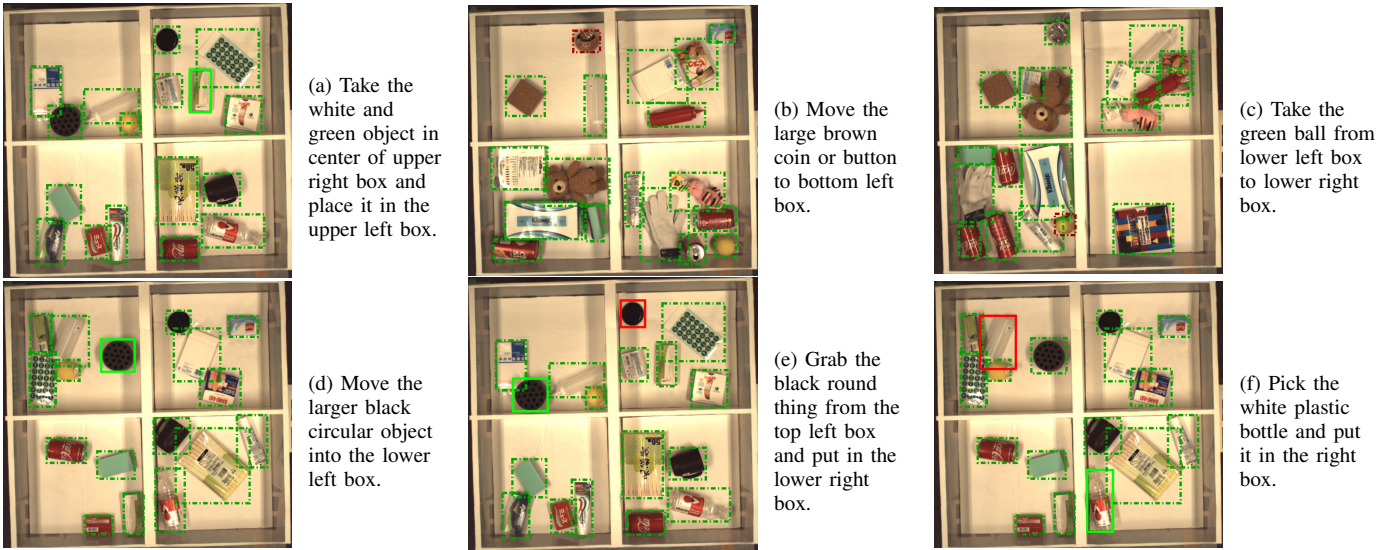 (a) Take the
white and
green object in
center of upper
right box and
place it in the
upper left box.
(b) Move the
large brown
coin or button
to bottom left
box.
(c) Take the
green ball from
lower left box
to lower right
box.
(d) Move the
larger black
circular object
into the lower
left box.
(e) Grab the
black round
thing from the
top left box
and put in the
lower right
box.
(f) Pick the
white plastic
bottle and put
it in the right
box.